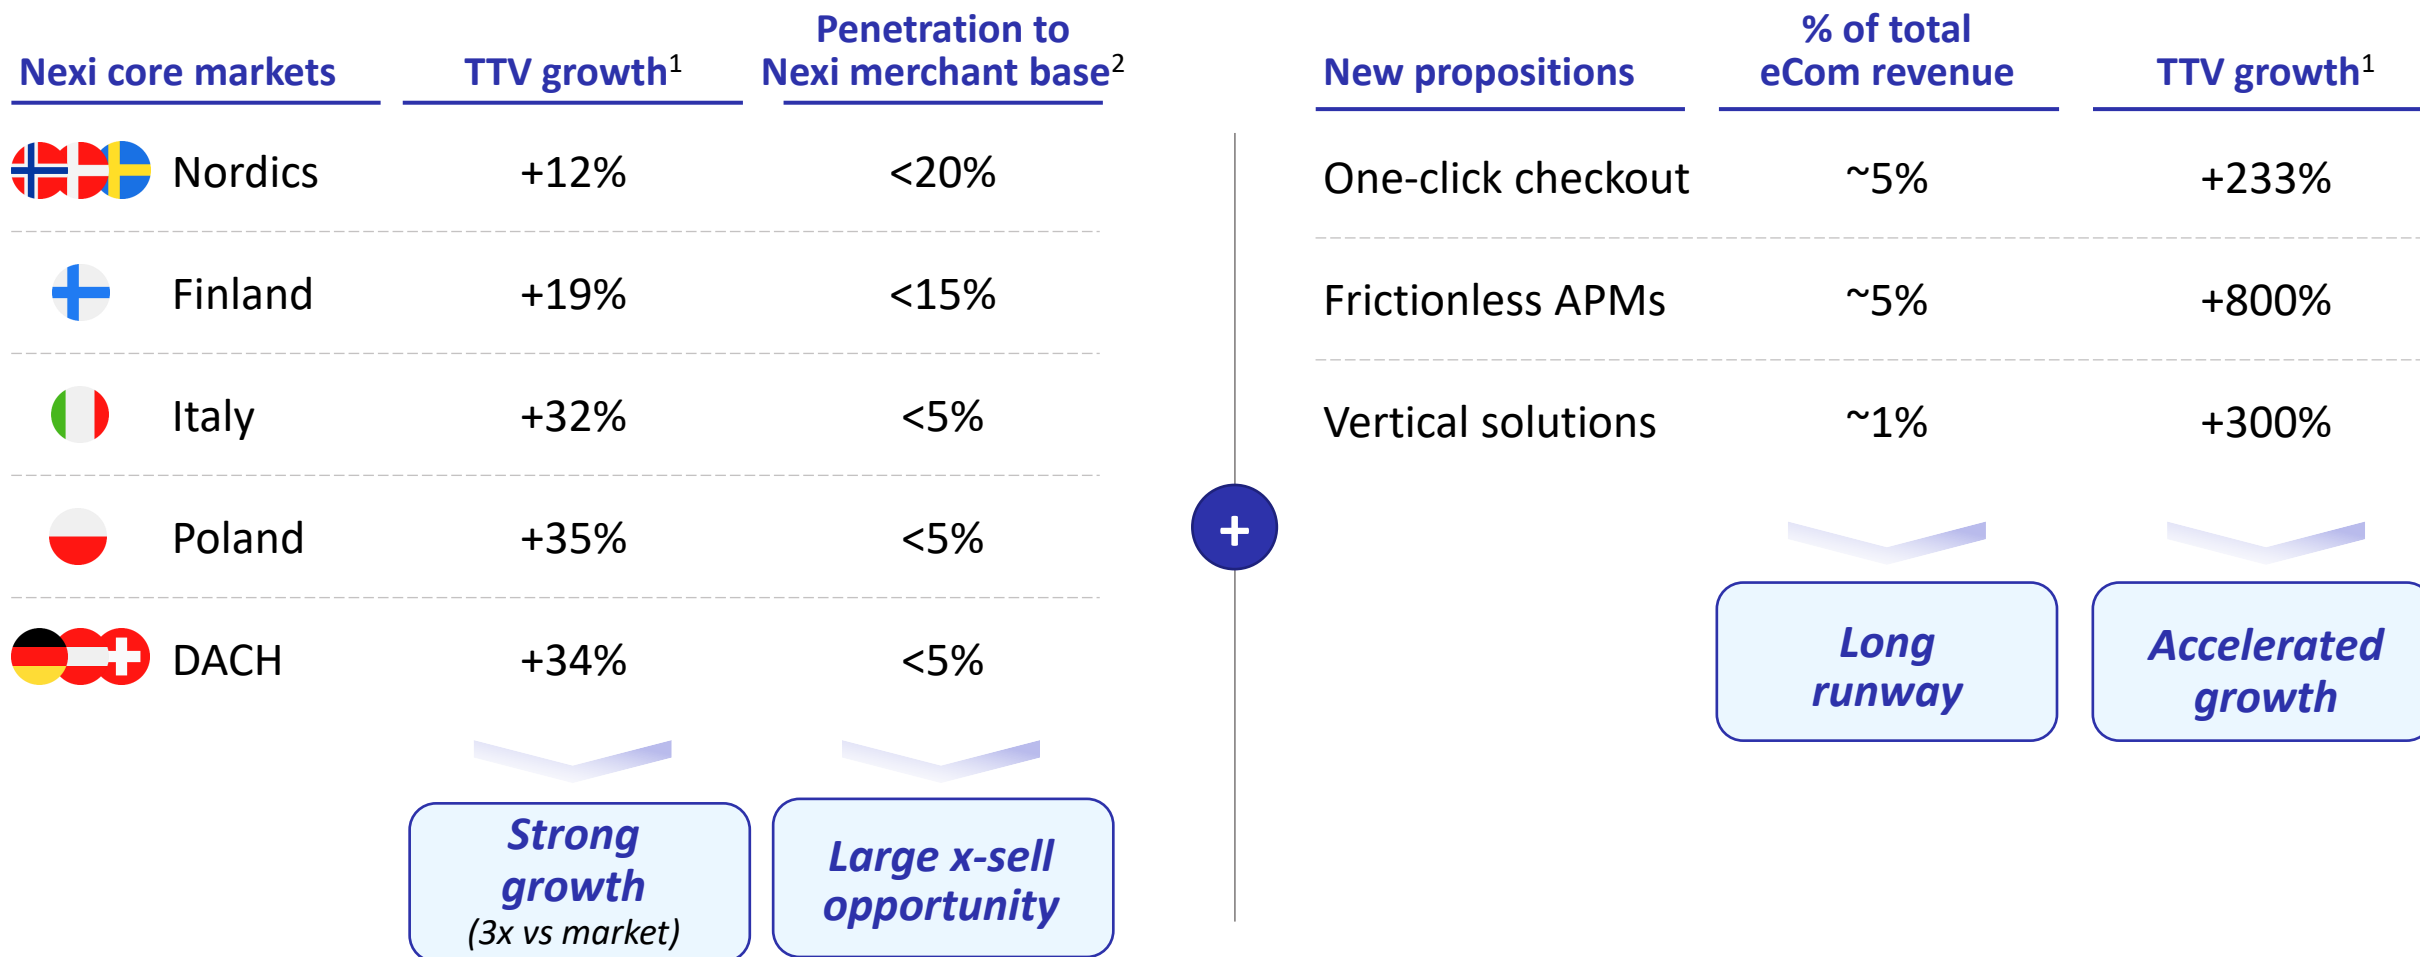 Nexi core markets
TTV growth1
Penetration to
Nexi merchant base2
Nordics
+12%
<20%
Finland
+19%
<15%
Italy
+32%
<5%
Poland
+35%
<5%
DACH
+34%
<5%
Strong
growth
(3x vs market)
Large x-sell
opportunity
+
New propositions
% of total
eCom revenue
TTV growth1
One-click checkout
~5%
+233%
Frictionless APMs
~5%
+800%
Vertical solutions
~1%
+300%
Long
runway
Accelerated
growth